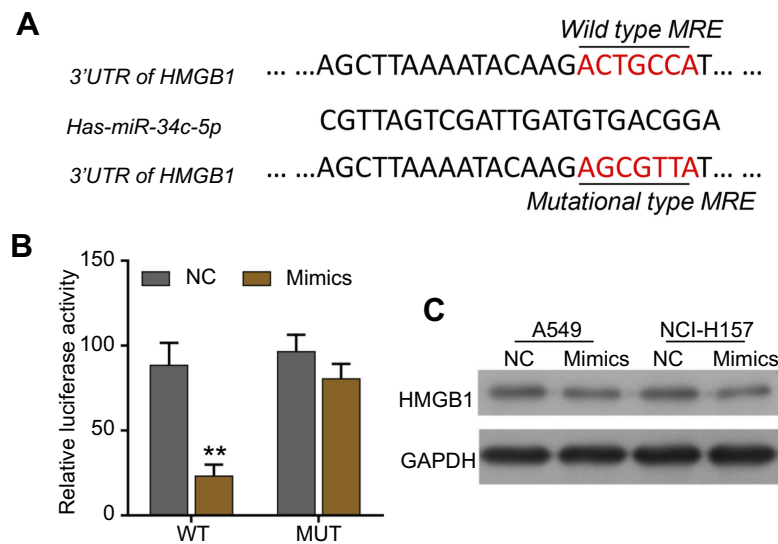 A
Wild type MRE
3'UTR of HMGB1 ... ...AGCTTAAAATACAAGACTGCCAT... ...
Has-miR-34c-5p CGTTAGTCGATTGATGTGACGGA
3'UTR of HMGB1 ... ...AGCTTAAAATACAAGAGCGTTAT... ...
Mutational type MRE
B
Relative luciferase activity
150
100
50
0
NC Mimics
**
WT MUT
C
A549 NCI-H157
NC Mimics NC Mimics
HMGB1
GAPDH